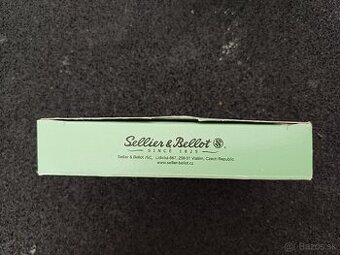 Sellier & Bellot S&B
SINCE 1825
Sellier & Bellot JSC, Lidická 667, 258 01 Vlašim, Czech Republic
www.sellier-bellot.cz
Bazos.sk